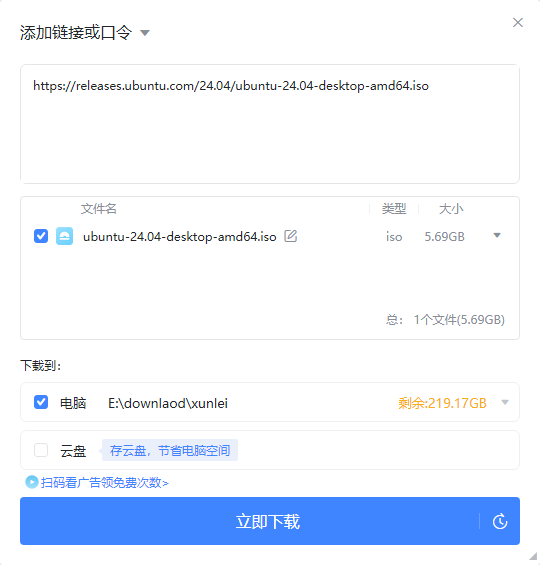 添加链接或口令
https://releases.ubuntu.com/24.04/ubuntu-24.04-desktop-amd64.iso
文件名 类型 大小
ubuntu-24.04-desktop-amd64.iso iso 5.69GB
总： 1个文件(5.69GB)
下载到：
电脑 E:\downlaod\xunlei 剩余:219.17GB
云盘 存云盘，节省电脑空间
扫码看广告领免费次数>
立即下载